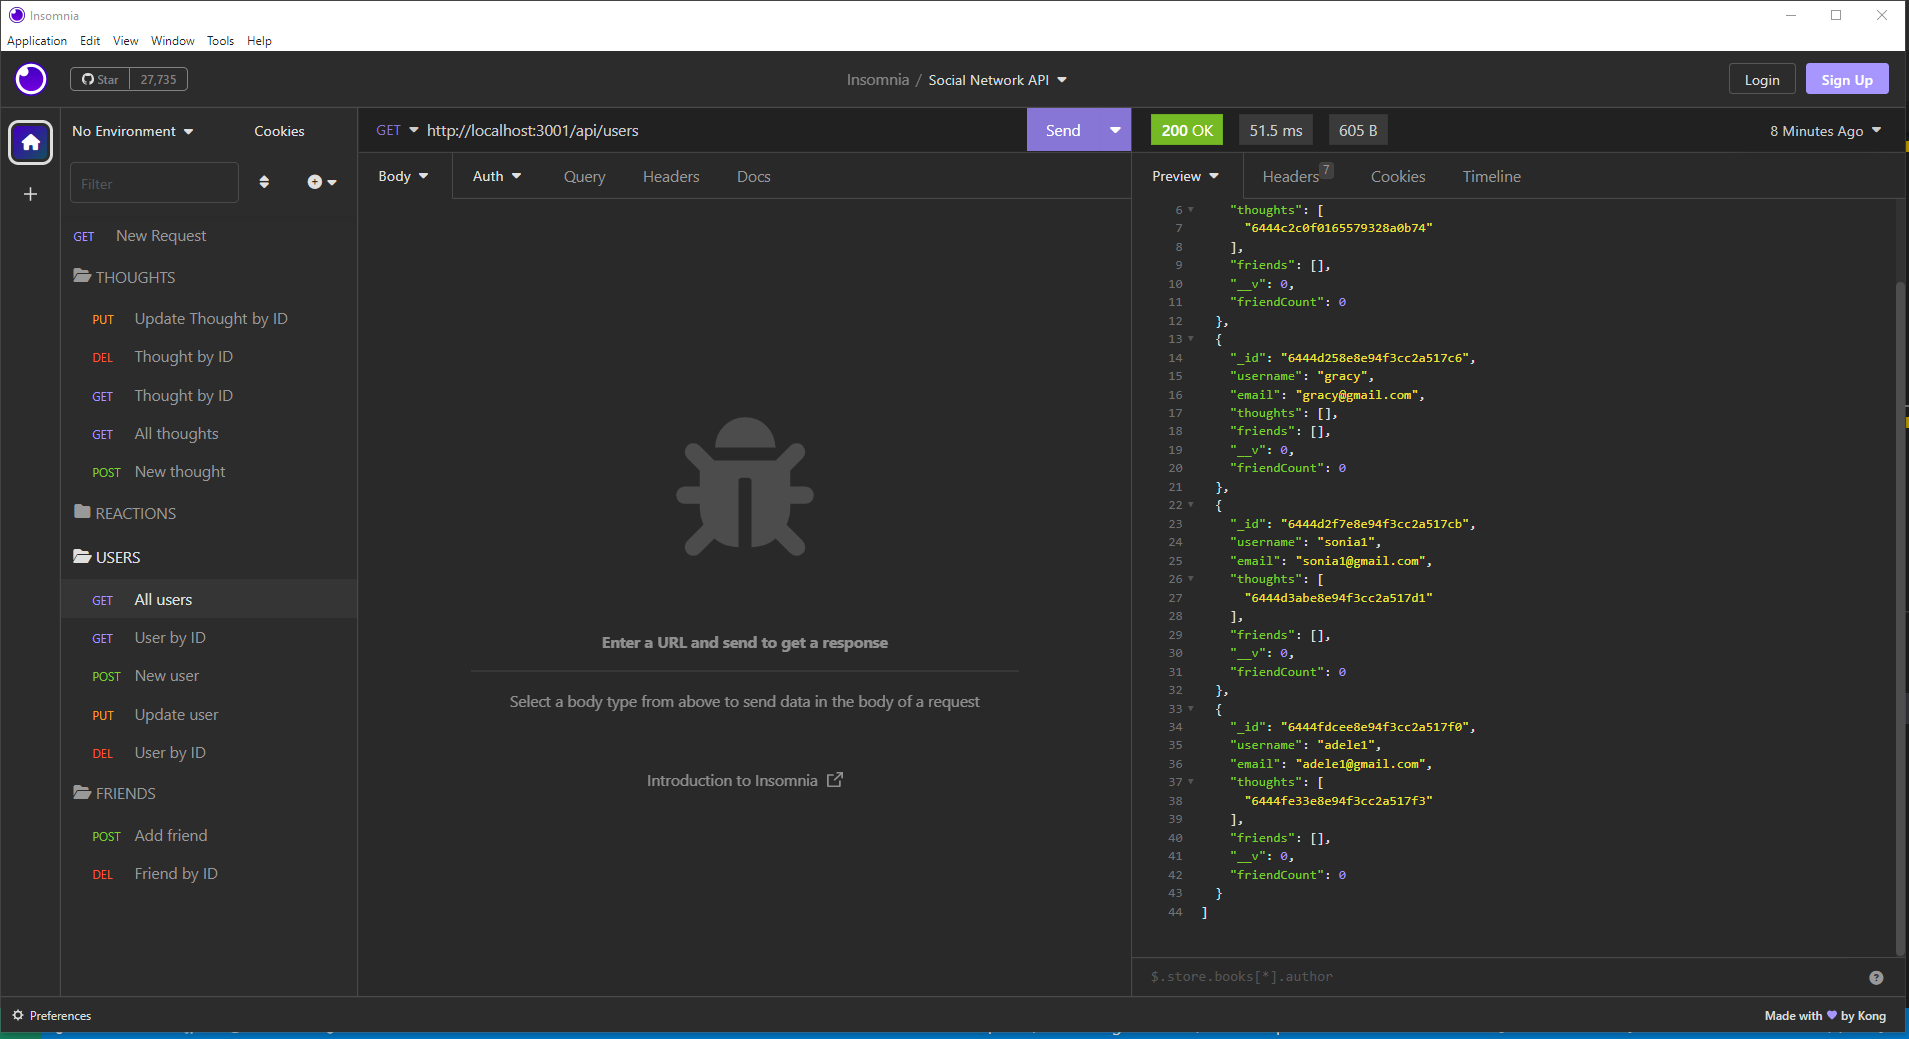 Insomnia
Application Edit View Window Tools Help
Star 27,735
Insomnia / Social Network API
Login Sign Up
No Environment Cookies
Filter
GET New Request
THOUGHTS
PUT Update Thought by ID
DEL Thought by ID
GET Thought by ID
GET All thoughts
POST New thought
REACTIONS
USERS
GET All users
GET User by ID
POST New user
PUT Update user
DEL User by ID
FRIENDS
POST Add friend
DEL Friend by ID
GET http://localhost:3001/api/users Send
Body Auth Query Headers Docs
Enter a URL and send to get a response
Select a body type from above to send data in the body of a request
Introduction to Insomnia
200 OK 51.5 ms 605 B 8 Minutes Ago
Preview Headers 7 Cookies Timeline
6 "thoughts": [
7 "6444c2c0f0165579328a0b74"
8 ],
9 "friends": [],
10 "__v": 0,
11 "friendCount": 0
12 },
13 {
14 "_id": "6444d258e8e94f3cc2a517c6",
15 "username": "gracy",
16 "email": "gracy@gmail.com",
17 "thoughts": [],
18 "friends": [],
19 "__v": 0,
20 "friendCount": 0
21 },
22 {
23 "_id": "6444d2f7e8e94f3cc2a517cb",
24 "username": "sonia1",
25 "email": "sonia1@gmail.com",
26 "thoughts": [
27 "6444d3abe8e94f3cc2a517d1"
28 ],
29 "friends": [],
30 "__v": 0,
31 "friendCount": 0
32 },
33 {
34 "_id": "6444fdcee8e94f3cc2a517f0",
35 "username": "adele1",
36 "email": "adele1@gmail.com",
37 "thoughts": [
38 "6444fe33e8e94f3cc2a517f3"
39 ],
40 "friends": [],
41 "__v": 0,
42 "friendCount": 0
43 }
44 ]
$.store.books[*].author
Preferences
Made with by Kong